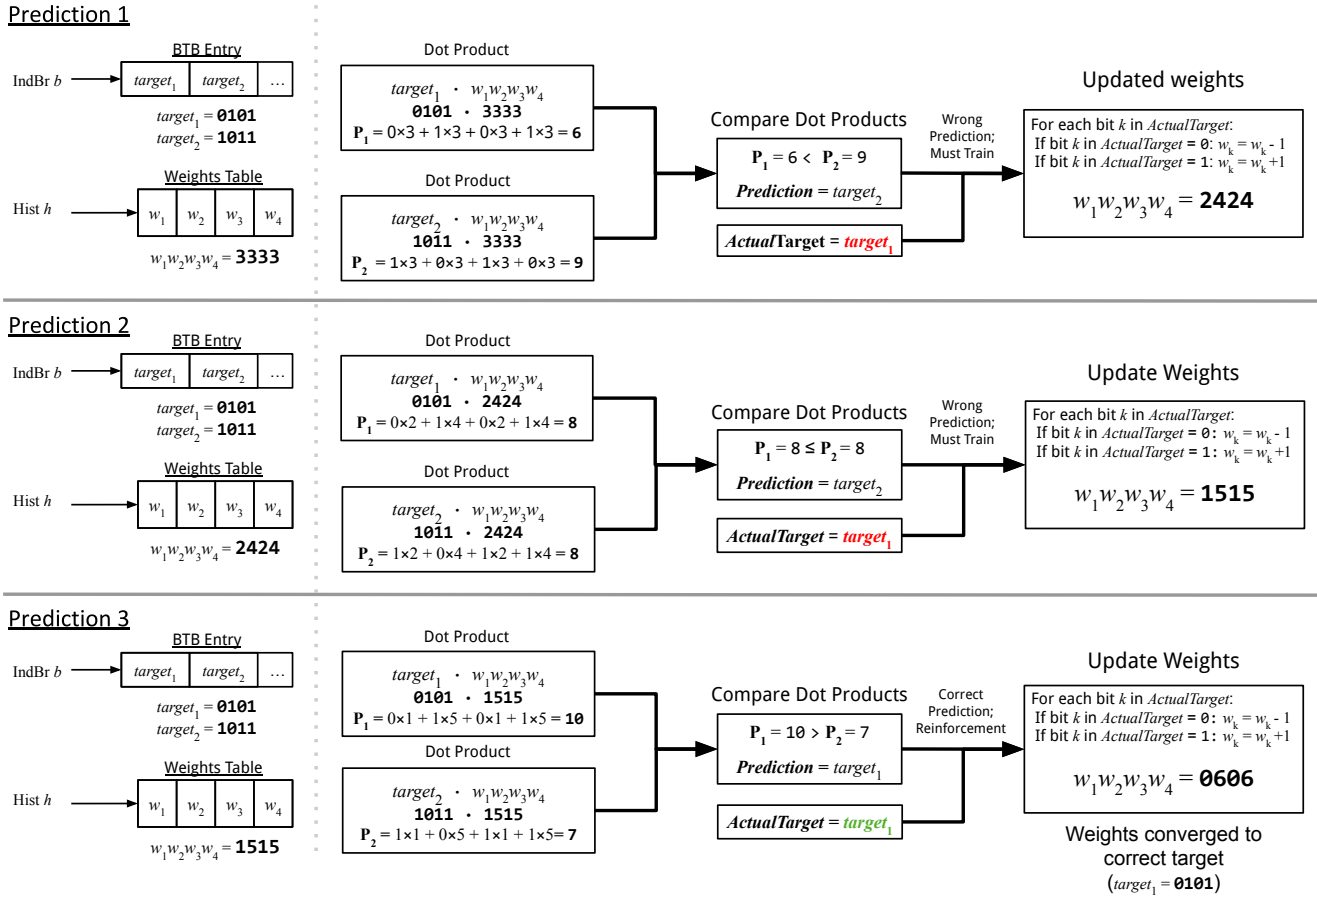 Prediction 1
BTB Entry
IndBr b
target₁ target₂ ...
target₁ = 0101
target₂ = 1011
Weights Table
Hist h
w₁ w₂ w₃ w₄
w₁w₂w₃w₄ = 3333
Dot Product
target₁ · w₁w₂w₃w₄
0101 · 3333
P₁ = 0×3 + 1×3 + 0×3 + 1×3 = 6
Dot Product
target₂ · w₁w₂w₃w₄
1011 · 3333
P₂ = 1×3 + 0×3 + 1×3 + 0×3 = 9
Compare Dot Products
P₁ = 6 < P₂ = 9
Prediction = target₂
ActualTarget = target₁
Wrong
Prediction;
Must Train
Updated weights
For each bit k in ActualTarget:
If bit k in ActualTarget = 0: wₖ = wₖ - 1
If bit k in ActualTarget = 1: wₖ = wₖ +1
w₁w₂w₃w₄ = 2424
Prediction 2
BTB Entry
IndBr b
target₁ target₂ ...
target₁ = 0101
target₂ = 1011
Weights Table
Hist h
w₁ w₂ w₃ w₄
w₁w₂w₃w₄ = 2424
Dot Product
target₁ · w₁w₂w₃w₄
0101 · 2424
P₁ = 0×2 + 1×4 + 0×2 + 1×4 = 8
Dot Product
target₂ · w₁w₂w₃w₄
1011 · 2424
P₂ = 1×2 + 0×4 + 1×2 + 1×4 = 8
Compare Dot Products
P₁ = 8 ≤ P₂ = 8
Prediction = target₂
ActualTarget = target₁
Wrong
Prediction;
Must Train
Update Weights
For each bit k in ActualTarget:
If bit k in ActualTarget = 0: wₖ = wₖ - 1
If bit k in ActualTarget = 1: wₖ = wₖ +1
w₁w₂w₃w₄ = 1515
Prediction 3
BTB Entry
IndBr b
target₁ target₂ ...
target₁ = 0101
target₂ = 1011
Weights Table
Hist h
w₁ w₂ w₃ w₄
w₁w₂w₃w₄ = 1515
Dot Product
target₁ · w₁w₂w₃w₄
0101 · 1515
P₁ = 0×1 + 1×5 + 0×1 + 1×5 = 10
Dot Product
target₂ · w₁w₂w₃w₄
1011 · 1515
P₂ = 1×1 + 0×5 + 1×1 + 1×5= 7
Compare Dot Products
P₁ = 10 > P₂ = 7
Prediction = target₁
ActualTarget = target₁
Correct
Prediction;
Reinforcement
Update Weights
For each bit k in ActualTarget:
If bit k in ActualTarget = 0: wₖ = wₖ - 1
If bit k in ActualTarget = 1: wₖ = wₖ +1
w₁w₂w₃w₄ = 0606
Weights converged to
correct target
(target₁ = 0101)